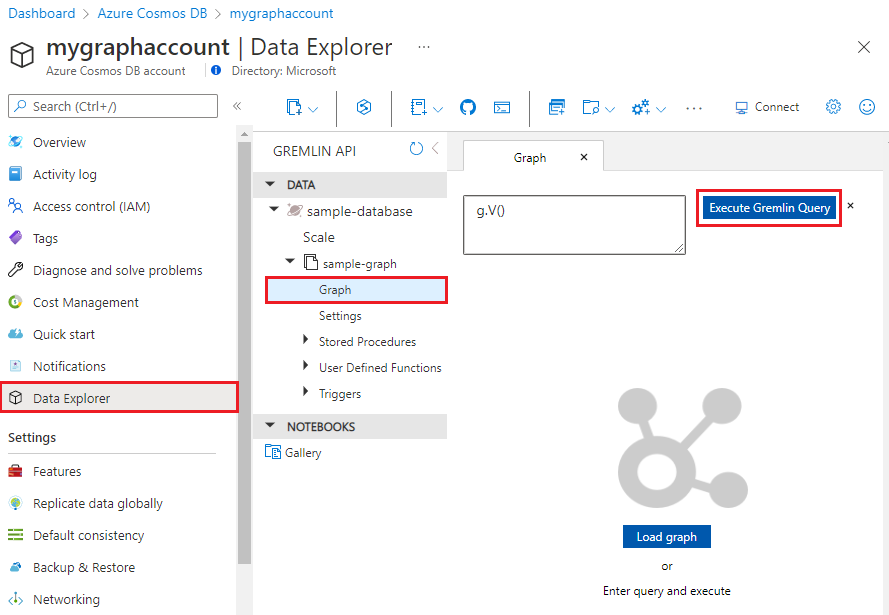 Dashboard > Azure Cosmos DB > mygraphaccount
mygraphaccount | Data Explorer ...
Azure Cosmos DB account
Directory: Microsoft
Search (Ctrl+/)
Connect
Overview
Activity log
Access control (IAM)
Tags
Diagnose and solve problems
Cost Management
Quick start
Notifications
Data Explorer
Settings
Features
Replicate data globally
Default consistency
Backup & Restore
Networking
GREMLIN API
DATA
sample-database
Scale
sample-graph
Graph
Settings
Stored Procedures
User Defined Functions
Triggers
NOTEBOOKS
Gallery
Graph
g.V()
Execute Gremlin Query
Load graph
or
Enter query and execute